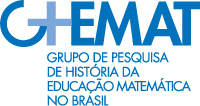 GHEMAT
GRUPO DE PESQUISA
DE HISTÓRIA DA
EDUCAÇÃO MATEMÁTICA
NO BRASIL